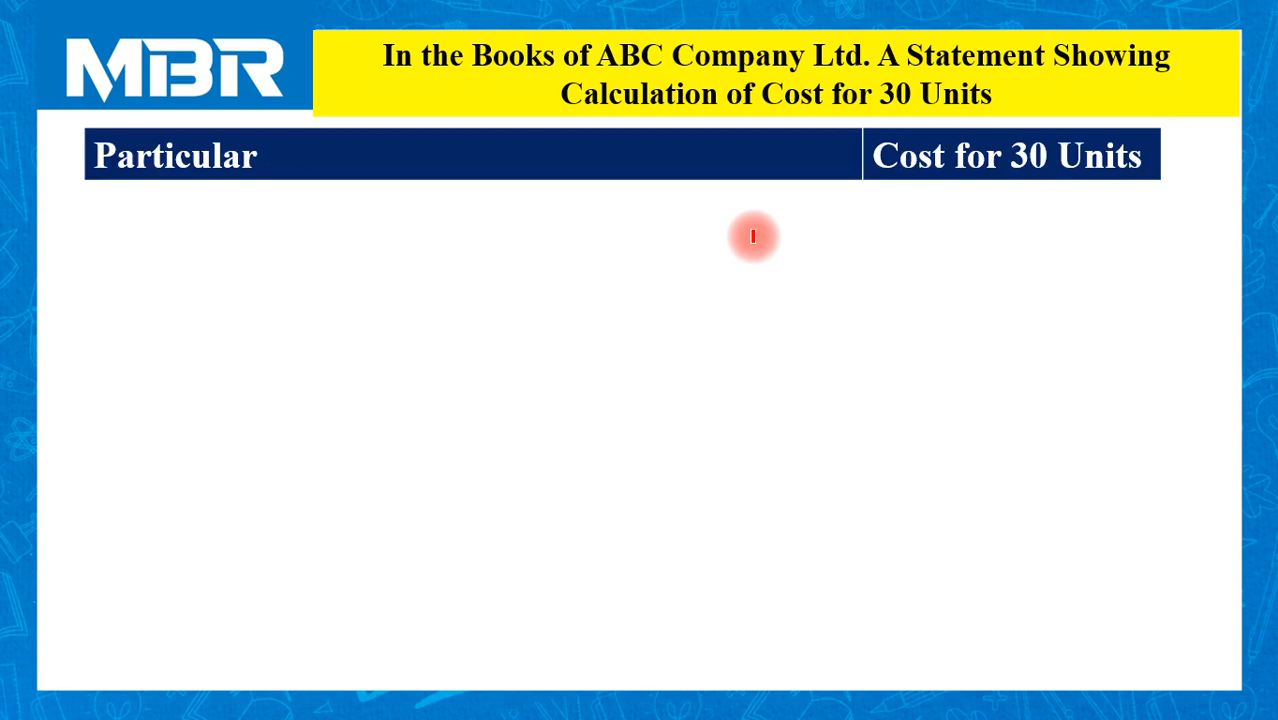 MBR
In the Books of ABC Company Ltd. A Statement Showing
Calculation of Cost for 30 Units
Particular
Cost for 30 Units